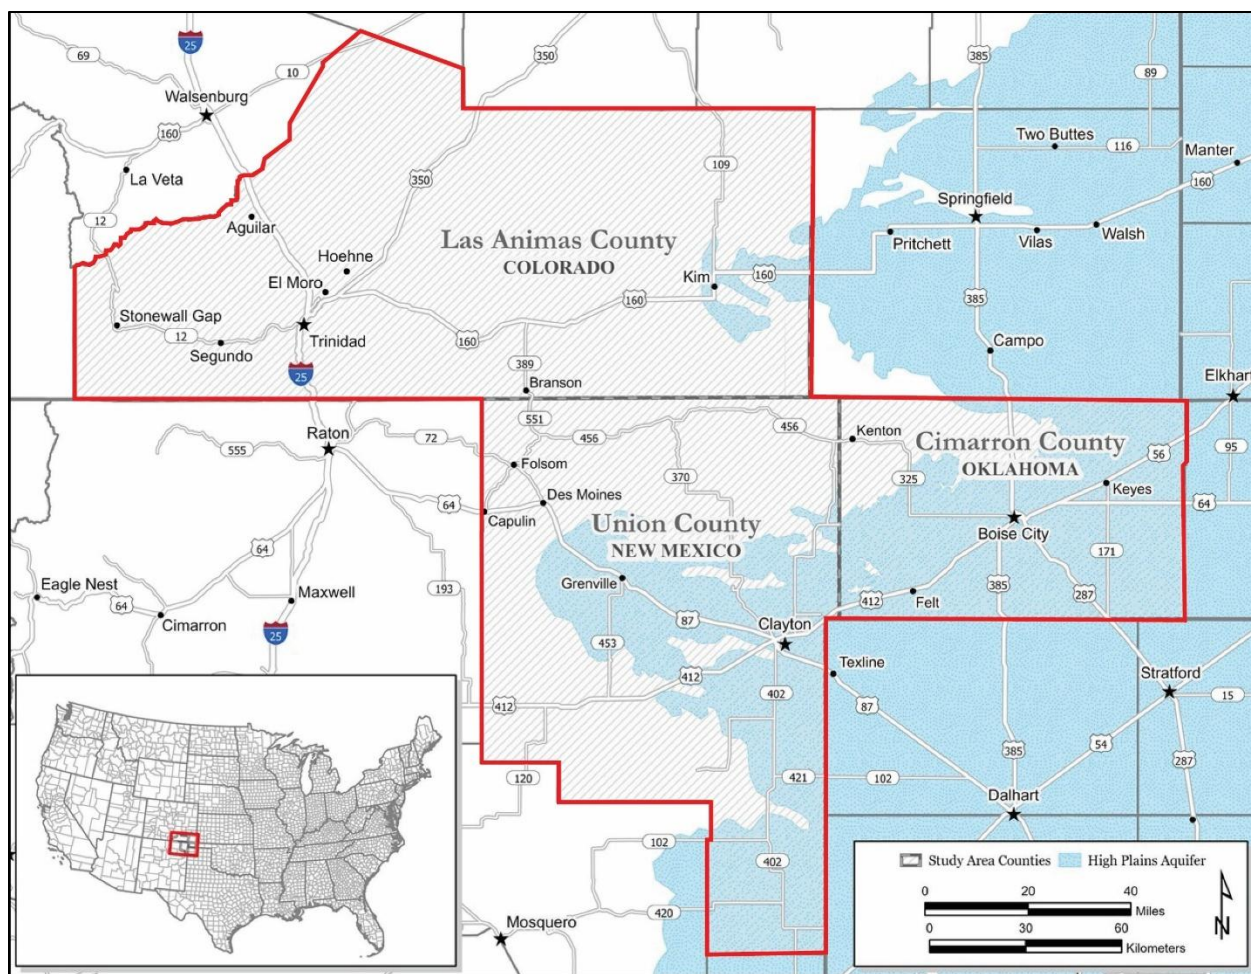 25
69
10
350
385
89
Walsenburg
160
Two Buttes
116
Manter
109
160
La Veta
350
Springfield
12
Aguilar
Pritchett
Vilas
Walsh
Las Animas County
COLORADO
Hoehne
El Moro
Kim
160
160
385
Stonewall Gap
12
Segundo
Trinidad
160
Campo
25
389
Branson
Elkhart
551
Raton
72
456
456
Kenton
Cimarron County
OKLAHOMA
56
95
555
Folsom
370
325
Keyes
64
Des Moines
64
Capulin
Union County
NEW MEXICO
Boise City
64
171
Eagle Nest
Maxwell
193
Grenville
385
64
Cimarron
87
412
Felt
287
25
453
Clayton
Texline
412
402
Stratford
412
87
15
385
54
287
120
421
102
Dalhart
102
402
420
Mosquero
Study Area Counties
High Plains Aquifer
0
20
40
Miles
0
30
60
Kilometers
N